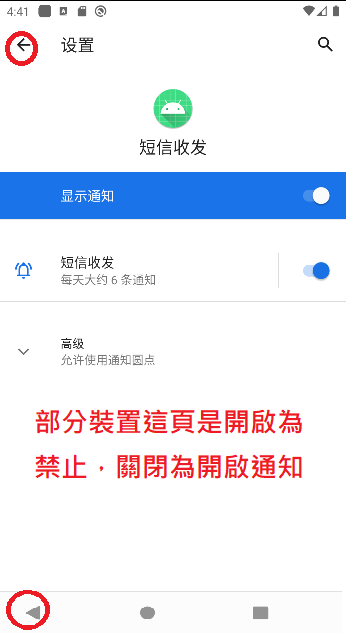 4:41
设置
短信收发
显示通知
短信收发
每天大约 6 条通知
高级
允许使用通知圆点
部分裝置這頁是開啟為
禁止，關閉為開啟通知